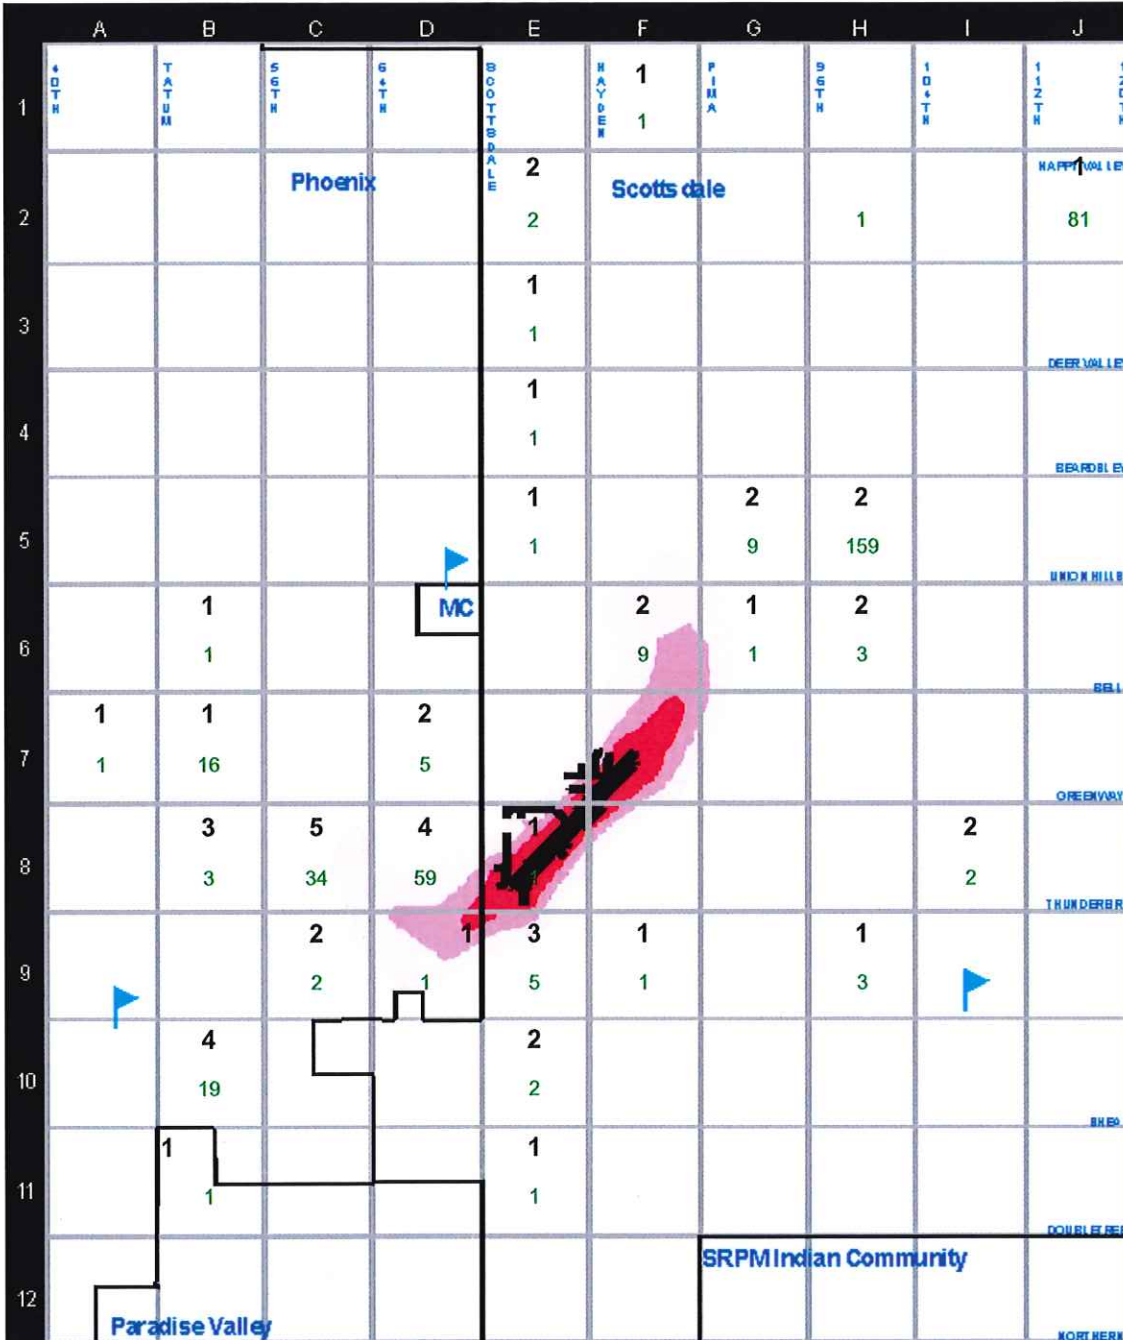 A B C D E F G H I J
40TH TATUM 56TH 64TH SCOTTSDALE HAYDEN PIMA 96TH 104TH 112TH 120TH
1
1
1
Phoenix
Scottsdale
HAPPY VALLEY
2 1
2
2 1 81
1
3
1
DEER VALLEY
1
4
1
BEARDSLEY
1 2 2
5
1 9 159
UNION HILLS
MC
1 2 1 2
6
1 9 1 3
BELL
1 1 2
7
1 16 5
GREENWAY
3 5 4 1 2
8
3 34 59 1 2
THUNDERBR
2 1 3 1 1
9
2 1 5 1 3
4 2
10
19 2
SHEA
1 1
11
1 1
DOUBLETREE
SRPM Indian Community
12
Paradise Valley
NORTHERN